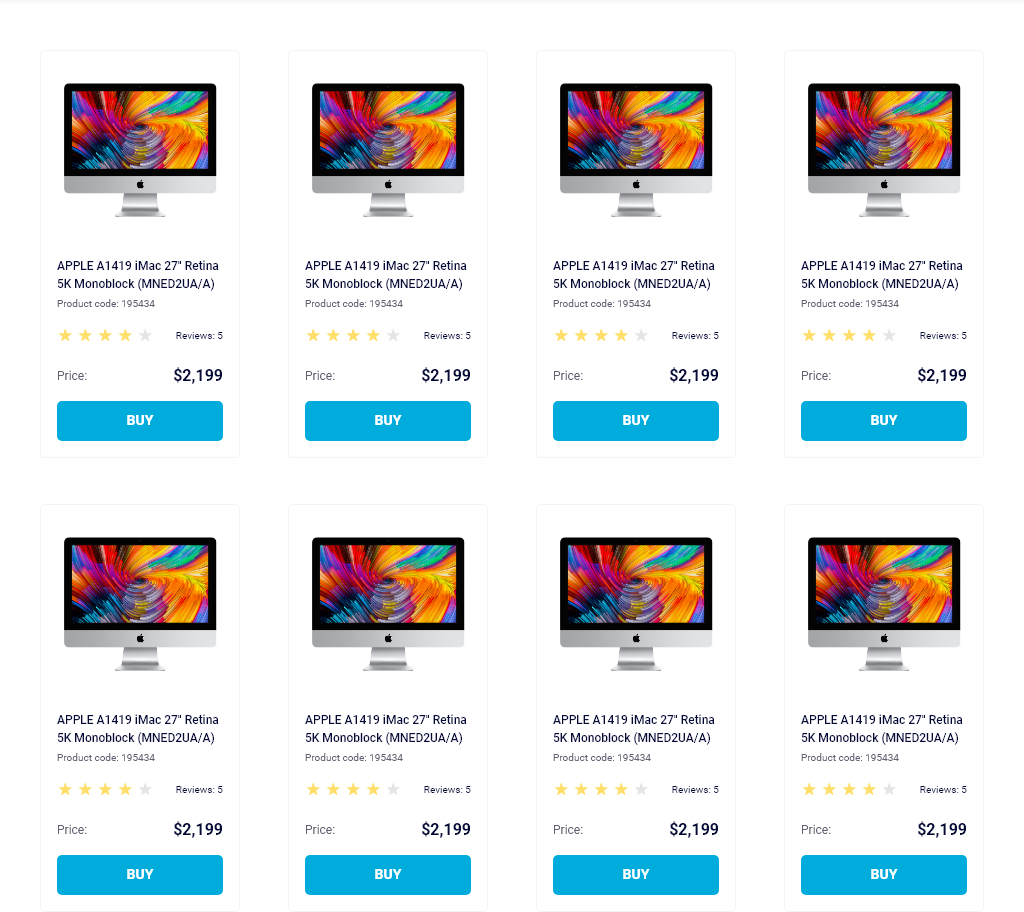 APPLE A1419 iMac 27" Retina
5K Monoblock (MNED2UA/A)
Product code: 195434
Reviews: 5
Price: $2,199
BUY
APPLE A1419 iMac 27" Retina
5K Monoblock (MNED2UA/A)
Product code: 195434
Reviews: 5
Price: $2,199
BUY
APPLE A1419 iMac 27" Retina
5K Monoblock (MNED2UA/A)
Product code: 195434
Reviews: 5
Price: $2,199
BUY
APPLE A1419 iMac 27" Retina
5K Monoblock (MNED2UA/A)
Product code: 195434
Reviews: 5
Price: $2,199
BUY
APPLE A1419 iMac 27" Retina
5K Monoblock (MNED2UA/A)
Product code: 195434
Reviews: 5
Price: $2,199
BUY
APPLE A1419 iMac 27" Retina
5K Monoblock (MNED2UA/A)
Product code: 195434
Reviews: 5
Price: $2,199
BUY
APPLE A1419 iMac 27" Retina
5K Monoblock (MNED2UA/A)
Product code: 195434
Reviews: 5
Price: $2,199
BUY
APPLE A1419 iMac 27" Retina
5K Monoblock (MNED2UA/A)
Product code: 195434
Reviews: 5
Price: $2,199
BUY